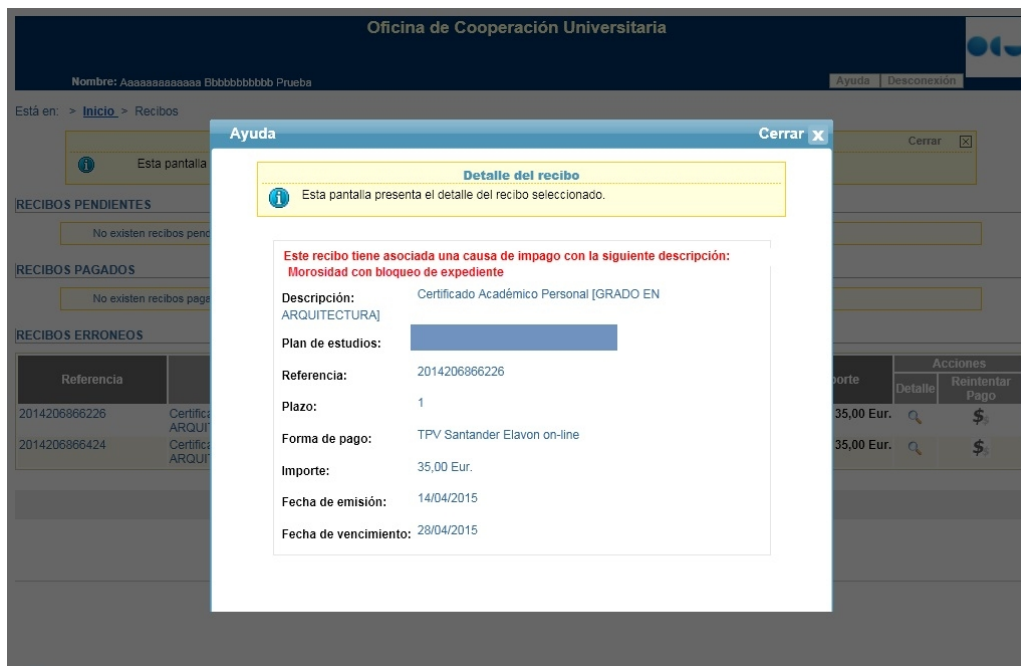 Oficina de Cooperación Universitaria
Nombre: Aaaaaaaaaaaaa Bbbbbbbbbbb Prueba
Ayuda Desconexión
Está en: > Inicio > Recibos
Ayuda Cerrar x
Cerrar
Esta pantalla
Detalle del recibo
Esta pantalla presenta el detalle del recibo seleccionado.
RECIBOS PENDIENTES
No existen recibos pend
Este recibo tiene asociada una causa de impago con la siguiente descripción:
Morosidad con bloqueo de expediente
RECIBOS PAGADOS
No existen recibos paga
Descripción: Certificado Académico Personal [GRADO EN
ARQUITECTURA]
Plan de estudios:
RECIBOS ERRONEOS
Referencia: 2014206866226
Plazo: 1
Forma de pago: TPV Santander Elavon on-line
Importe: 35,00 Eur.
Fecha de emisión: 14/04/2015
Fecha de vencimiento: 28/04/2015
Referencia
porte
Acciones
Detalle
Reintentar
Pago
2014206866226 Certifica
ARQUI
35,00 Eur. $
2014206866424 Certifica
ARQUI
35,00 Eur. $